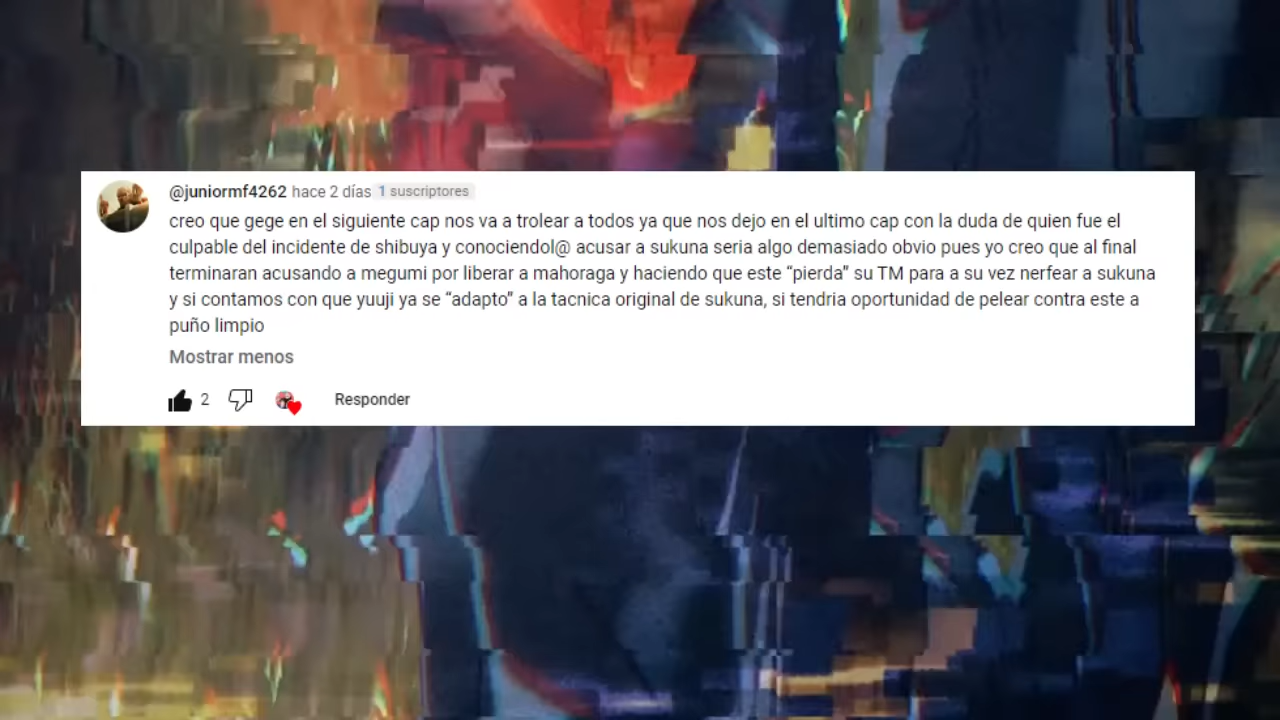 @juniormf4262 hace 2 días 1 suscriptores
creo que gege en el siguiente cap nos va a trolear a todos ya que nos dejo en el ultimo cap con la duda de quien fue el
culpable del incidente de shibuya y conociendol@ acusar a sukuna seria algo demasiado obvio pues yo creo que al final
terminaran acusando a megumi por liberar a mahoraga y haciendo que este “pierda” su TM para a su vez nerfear a sukuna
y si contamos con que yuuji ya se “adapto” a la tacnica original de sukuna, si tendria oportunidad de pelear contra este a
puño limpio
Mostrar menos
2 Responder